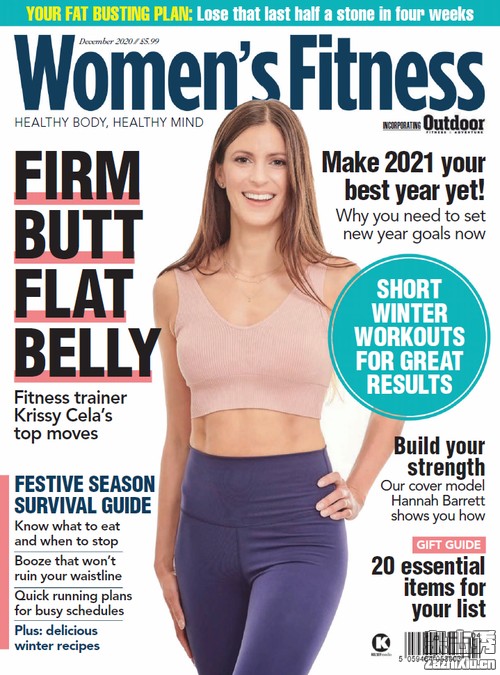 YOUR FAT BUSTING PLAN: Lose that last half a stone in four weeks
December 2020 // £5.99
Women's Fitness
HEALTHY BODY, HEALTHY MIND
INCORPORATING Outdoor
FITNESS + ADVENTURE
FIRM
BUTT
FLAT
BELLY
Fitness trainer
Krissy Cela's
top moves
Make 2021 your
best year yet!
Why you need to set
new year goals now
SHORT
WINTER
WORKOUTS
FOR GREAT
RESULTS
Build your
strength
Our cover model
Hannah Barrett
shows you how
FESTIVE SEASON
SURVIVAL GUIDE
Know what to eat
and when to stop
Booze that won't
ruin your waistline
Quick running plans
for busy schedules
Plus: delicious
winter recipes
GIFT GUIDE
20 essential
items for
your list
K
zazhixiu.cn